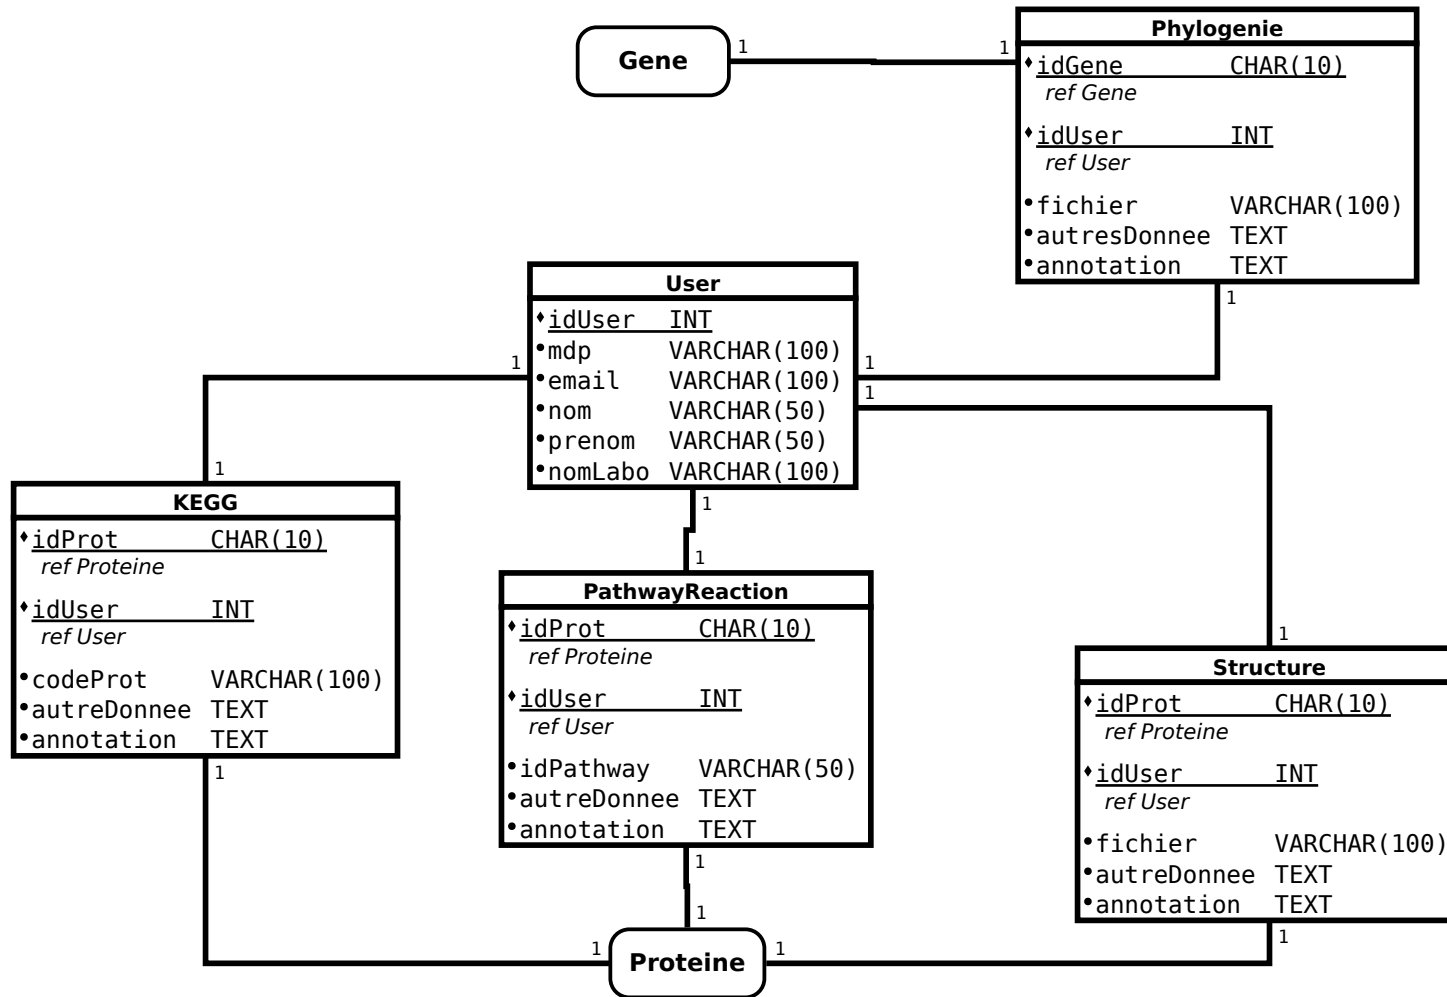 Gene
1
1
Phylogenie
idGene CHAR(10)
ref Gene
idUser INT
ref User
fichier VARCHAR(100)
autresDonnee TEXT
annotation TEXT
1
User
idUser INT
mdp VARCHAR(100)
email VARCHAR(100)
nom VARCHAR(50)
prenom VARCHAR(50)
nomLabo VARCHAR(100)
1
1
1
1
1
KEGG
idProt CHAR(10)
ref Proteine
idUser INT
ref User
codeProt VARCHAR(100)
autreDonnee TEXT
annotation TEXT
1
1
PathwayReaction
idProt CHAR(10)
ref Proteine
idUser INT
ref User
idPathway VARCHAR(50)
autreDonnee TEXT
annotation TEXT
1
1
Structure
idProt CHAR(10)
ref Proteine
idUser INT
ref User
fichier VARCHAR(100)
autreDonnee TEXT
annotation TEXT
1
1
1
1
Proteine